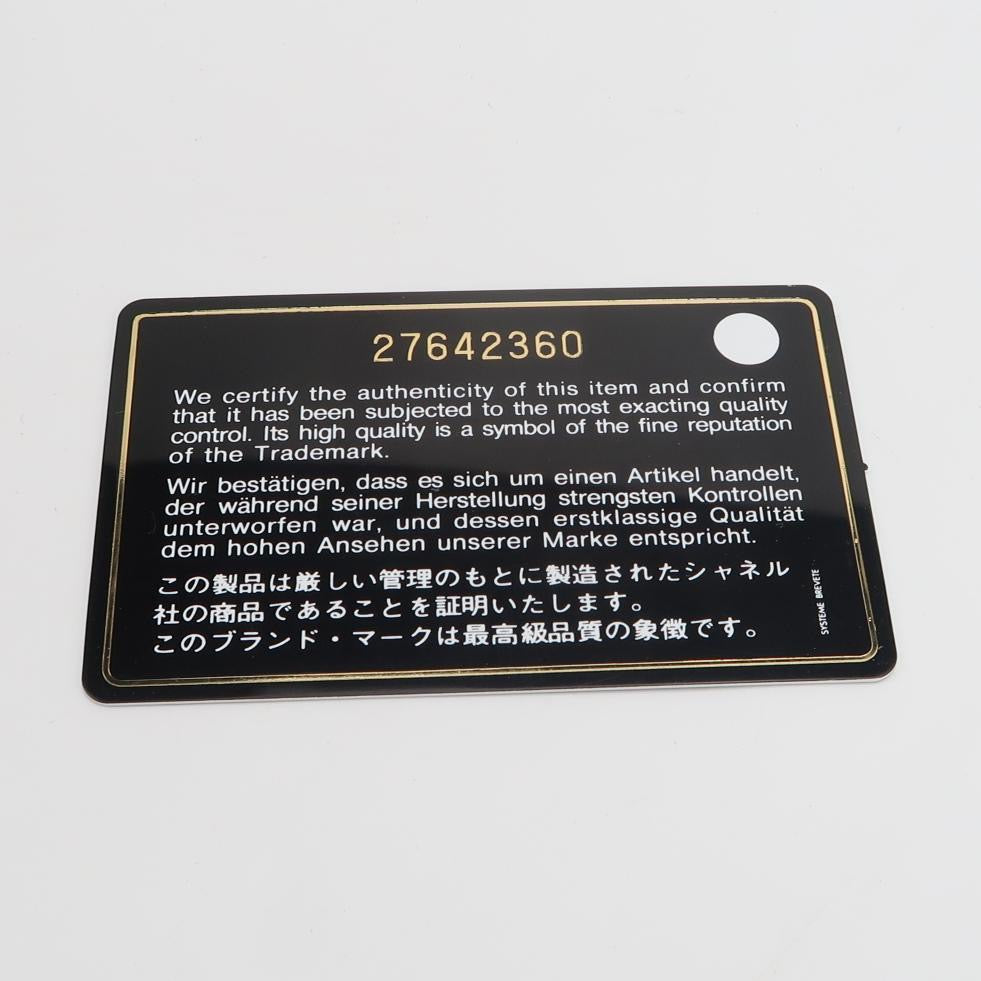 27642360
We certify the authenticity of this item and confirm
that it has been subjected to the most exacting quality
control. Its high quality is a symbol of the fine reputation
of the Trademark.
Wir bestätigen, dass es sich um einen Artikel handelt,
der während seiner Herstellung strengsten Kontrollen
unterworfen war, und dessen erstklassige Qualität
dem hohen Ansehen unserer Marke entspricht.
この製品は厳しい管理のもとに製造されたシャネル
社の商品であることを証明いたします。
このブランド・マークは最高級品質の象徴です。
SYSTEME BREVETE